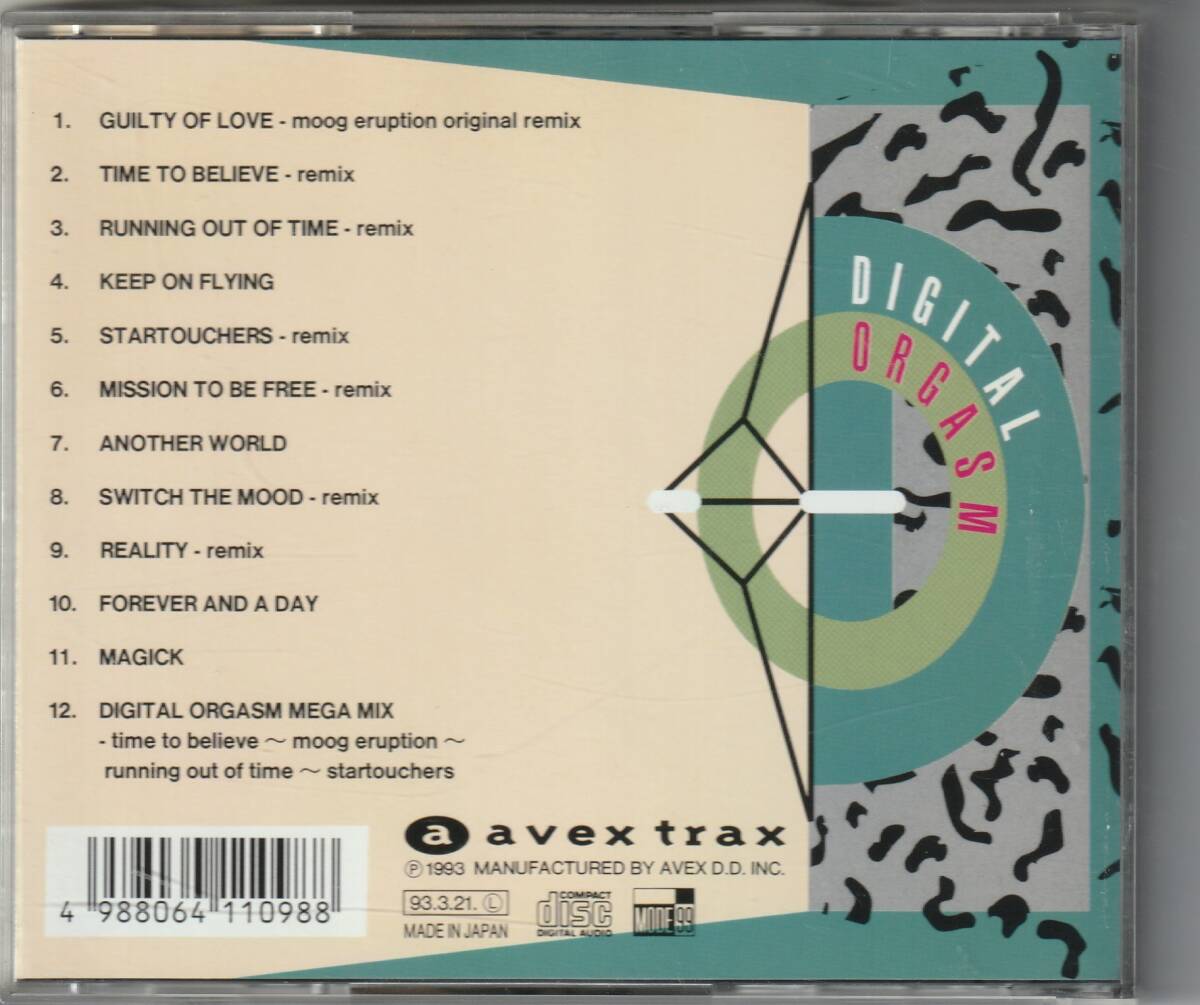 1. GUILTY OF LOVE - moog eruption original remix
2. TIME TO BELIEVE - remix
3. RUNNING OUT OF TIME - remix
4. KEEP ON FLYING
5. STARTOUCHERS - remix
6. MISSION TO BE FREE - remix
7. ANOTHER WORLD
8. SWITCH THE MOOD - remix
9. REALITY - remix
10. FOREVER AND A DAY
11. MAGICK
12. DIGITAL ORGASM MEGA MIX
- time to believe ～ moog eruption ～
running out of time ～ startouchers
DIGITAL
ORGASM
a avex trax
Ⓟ1993 MANUFACTURED BY AVEX D.D. INC.
93.3.21. Ⓛ
MADE IN JAPAN
COMPACT
disc
DIGITAL AUDIO
MODE99
4 988064 110988